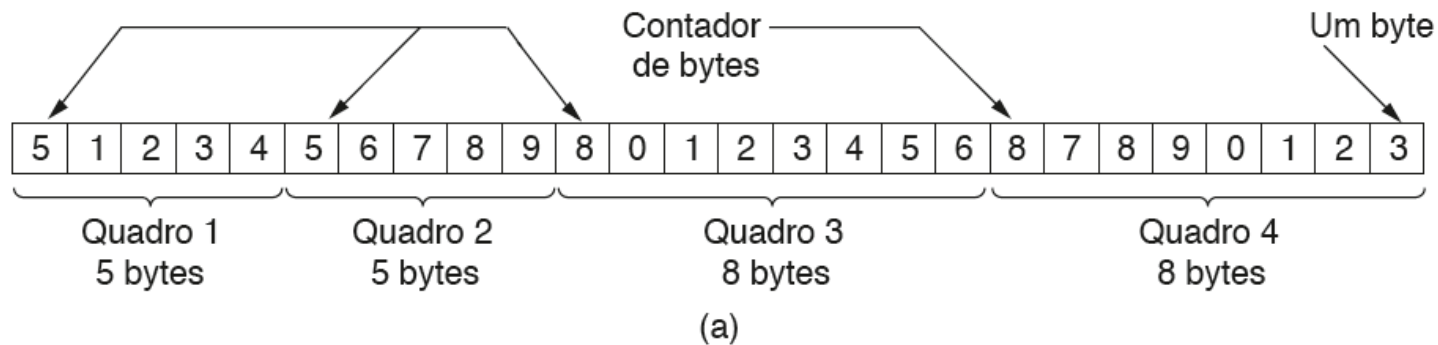 Contador
de bytes
Um byte
5 1 2 3 4 5 6 7 8 9 8 0 1 2 3 4 5 6 8 7 8 9 0 1 2 3
Quadro 1
5 bytes
Quadro 2
5 bytes
Quadro 3
8 bytes
Quadro 4
8 bytes
(a)